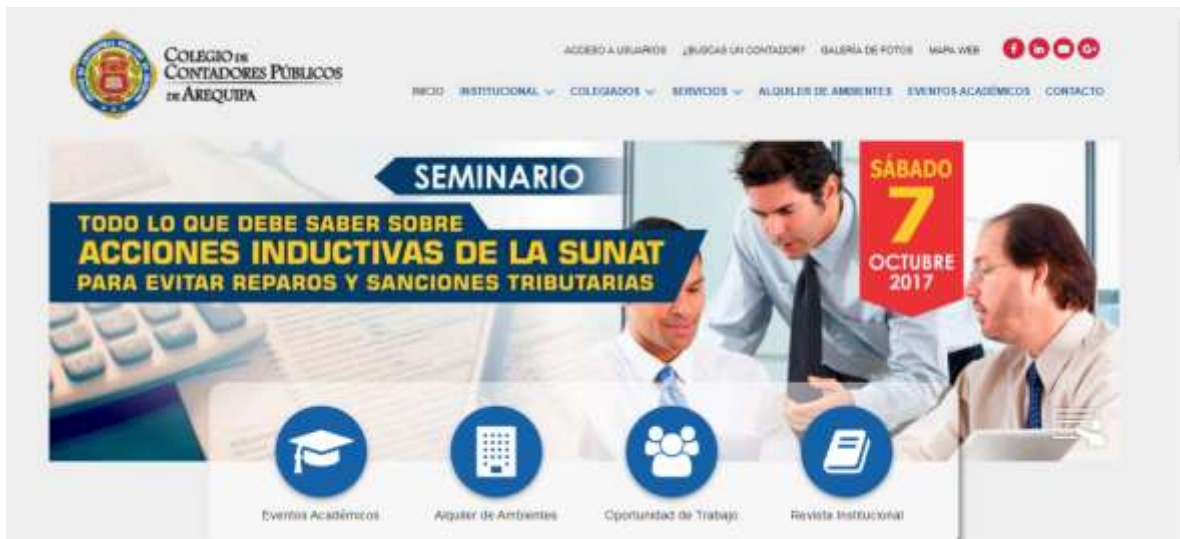 COLEGIO DE
CONTADORES PÚBLICOS
DE AREQUIPA
ACCESO A USUARIOS ¿BUSCAS UN CONTADOR? GALERÍA DE FOTOS MAPA WEB
INICIO INSTITUCIONAL COLEGIADOS SERVICIOS ALQUILER DE AMBIENTES EVENTOS ACADÉMICOS CONTACTO
SEMINARIO
TODO LO QUE DEBE SABER SOBRE
ACCIONES INDUCTIVAS DE LA SUNAT
PARA EVITAR REPAROS Y SANCIONES TRIBUTARIAS
SÁBADO
7
OCTUBRE
2017
Eventos Académicos Alquiler de Ambientes Oportunidad de Trabajo Revista Institucional